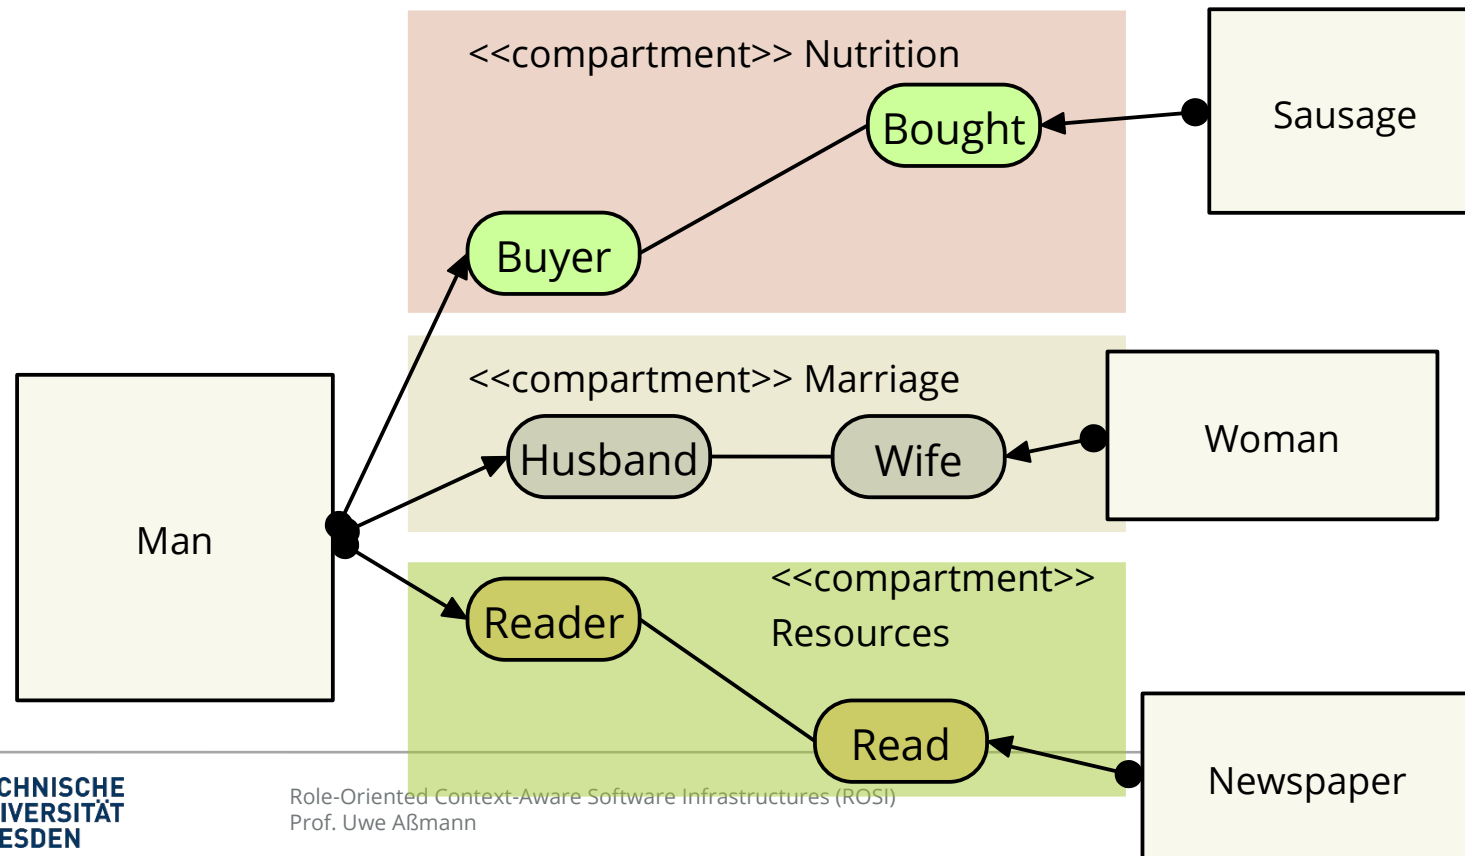 <<compartment>> Nutrition
Bought
Sausage
Buyer
<<compartment>> Marriage
Husband
Wife
Woman
Man
<<compartment>>
Resources
Reader
Read
Newspaper
CHNISCHE
IVERSITÄT
ESDEN
Role-Oriented Context-Aware Software Infrastructures (ROSI)
Prof. Uwe Aßmann